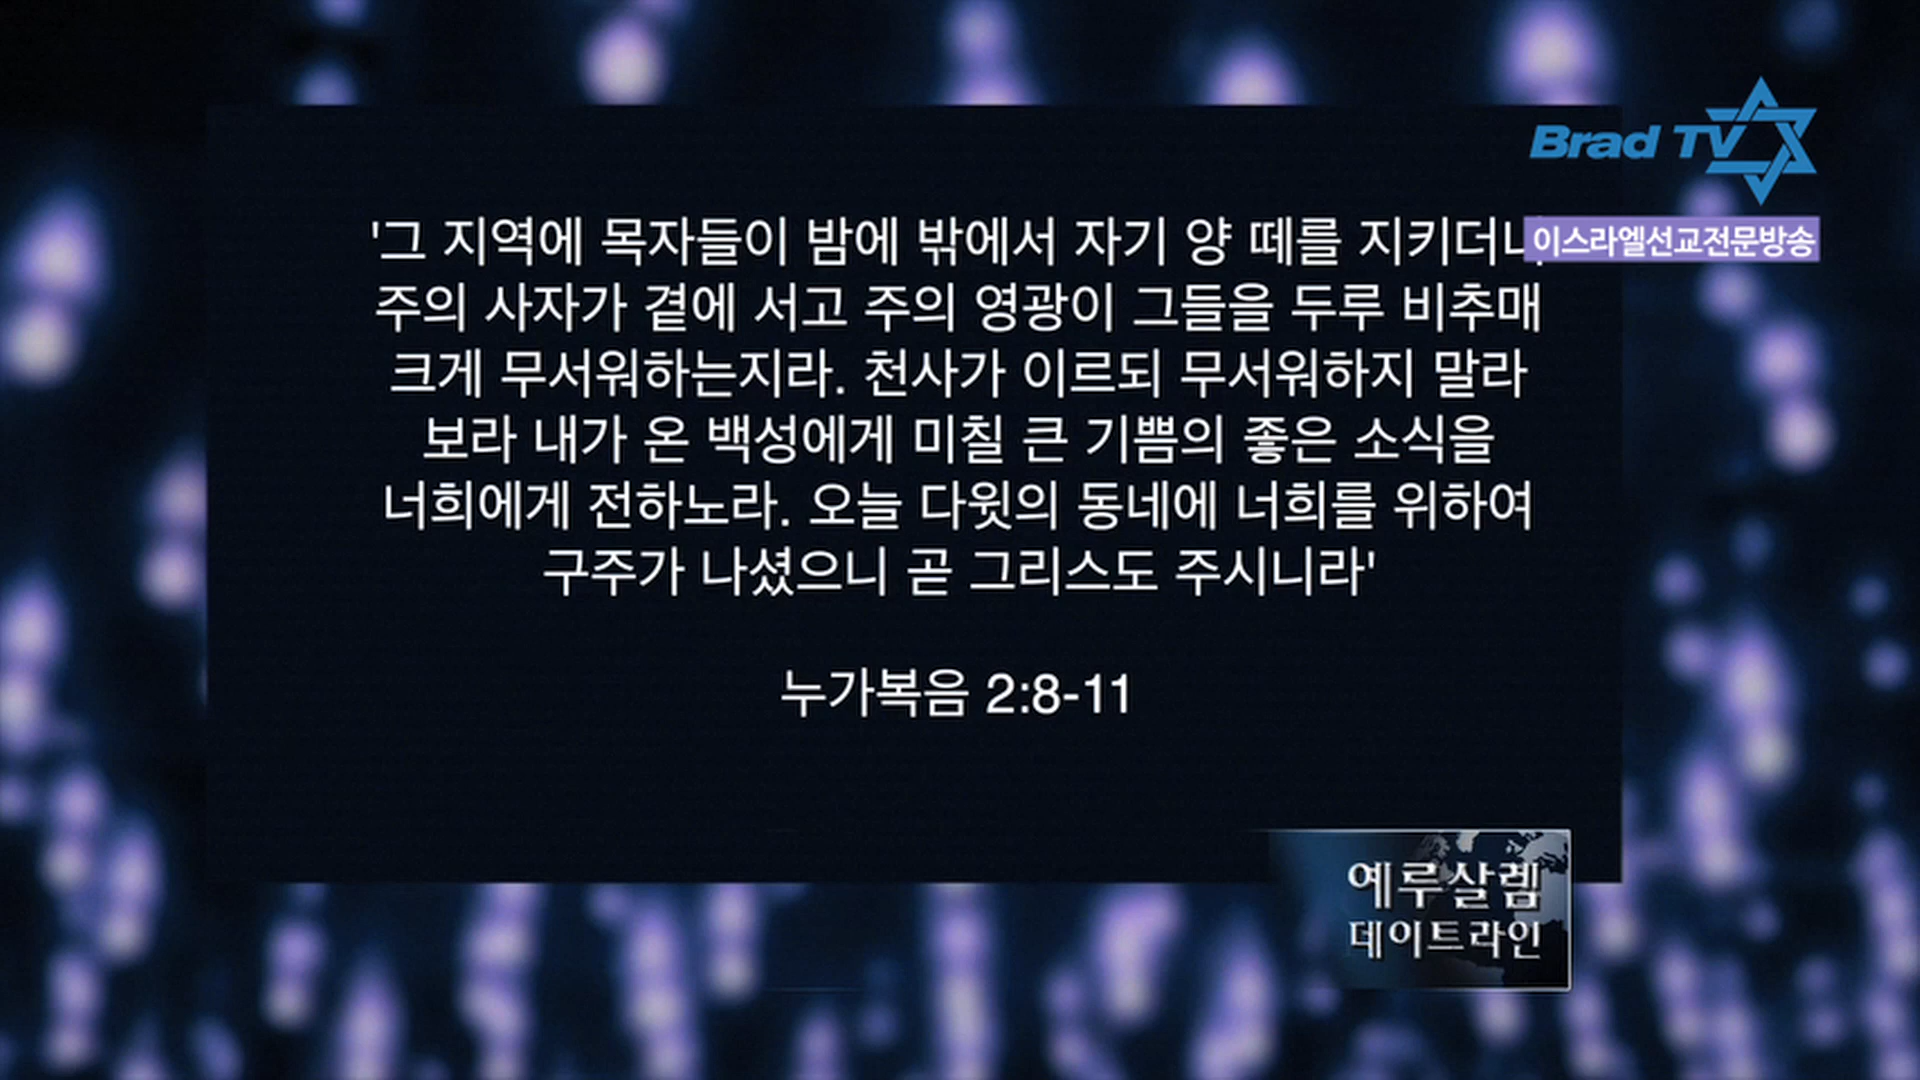 Brad TV
이스라엘선교전문방송
'그 지역에 목자들이 밤에 밖에서 자기 양 떼를 지키더니
주의 사자가 곁에 서고 주의 영광이 그들을 두루 비추매
크게 무서워하는지라. 천사가 이르되 무서워하지 말라
보라 내가 온 백성에게 미칠 큰 기쁨의 좋은 소식을
너희에게 전하노라. 오늘 다윗의 동네에 너희를 위하여
구주가 나셨으니 곧 그리스도 주시니라'
누가복음 2:8-11
예루살렘
데이트라인